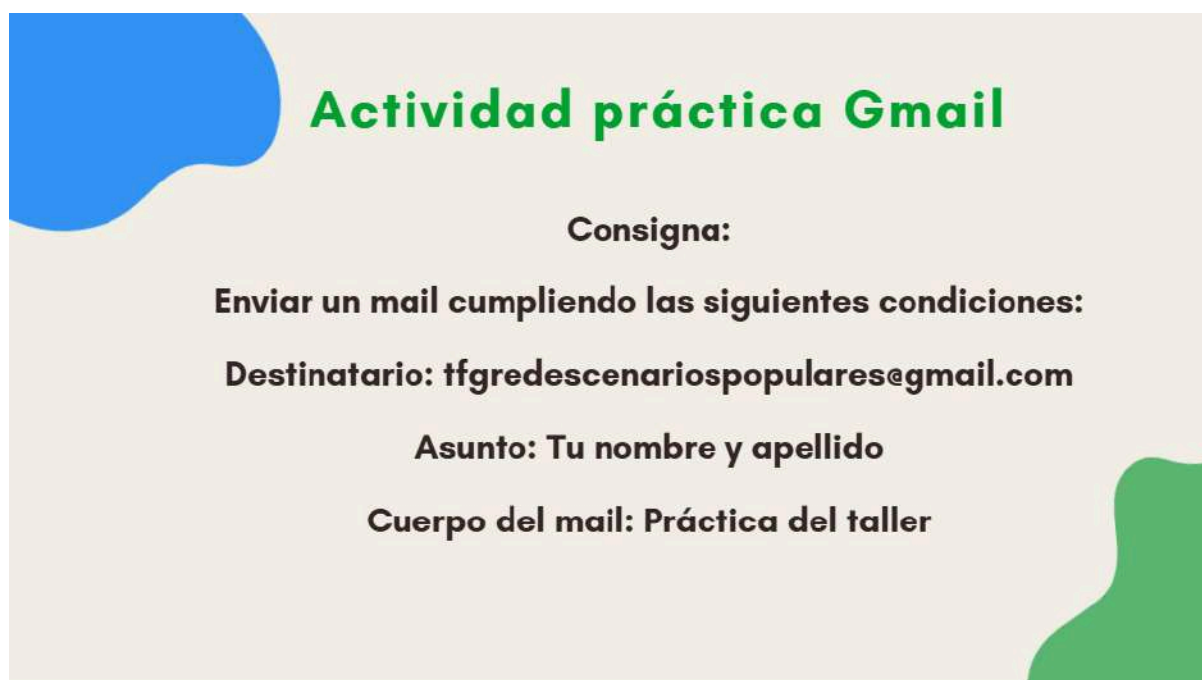 Actividad práctica Gmail
Consigna:
Enviar un mail cumpliendo las siguientes condiciones:
Destinatario: tfgredescenariospopulares@gmail.com
Asunto: Tu nombre y apellido
Cuerpo del mail: Práctica del taller